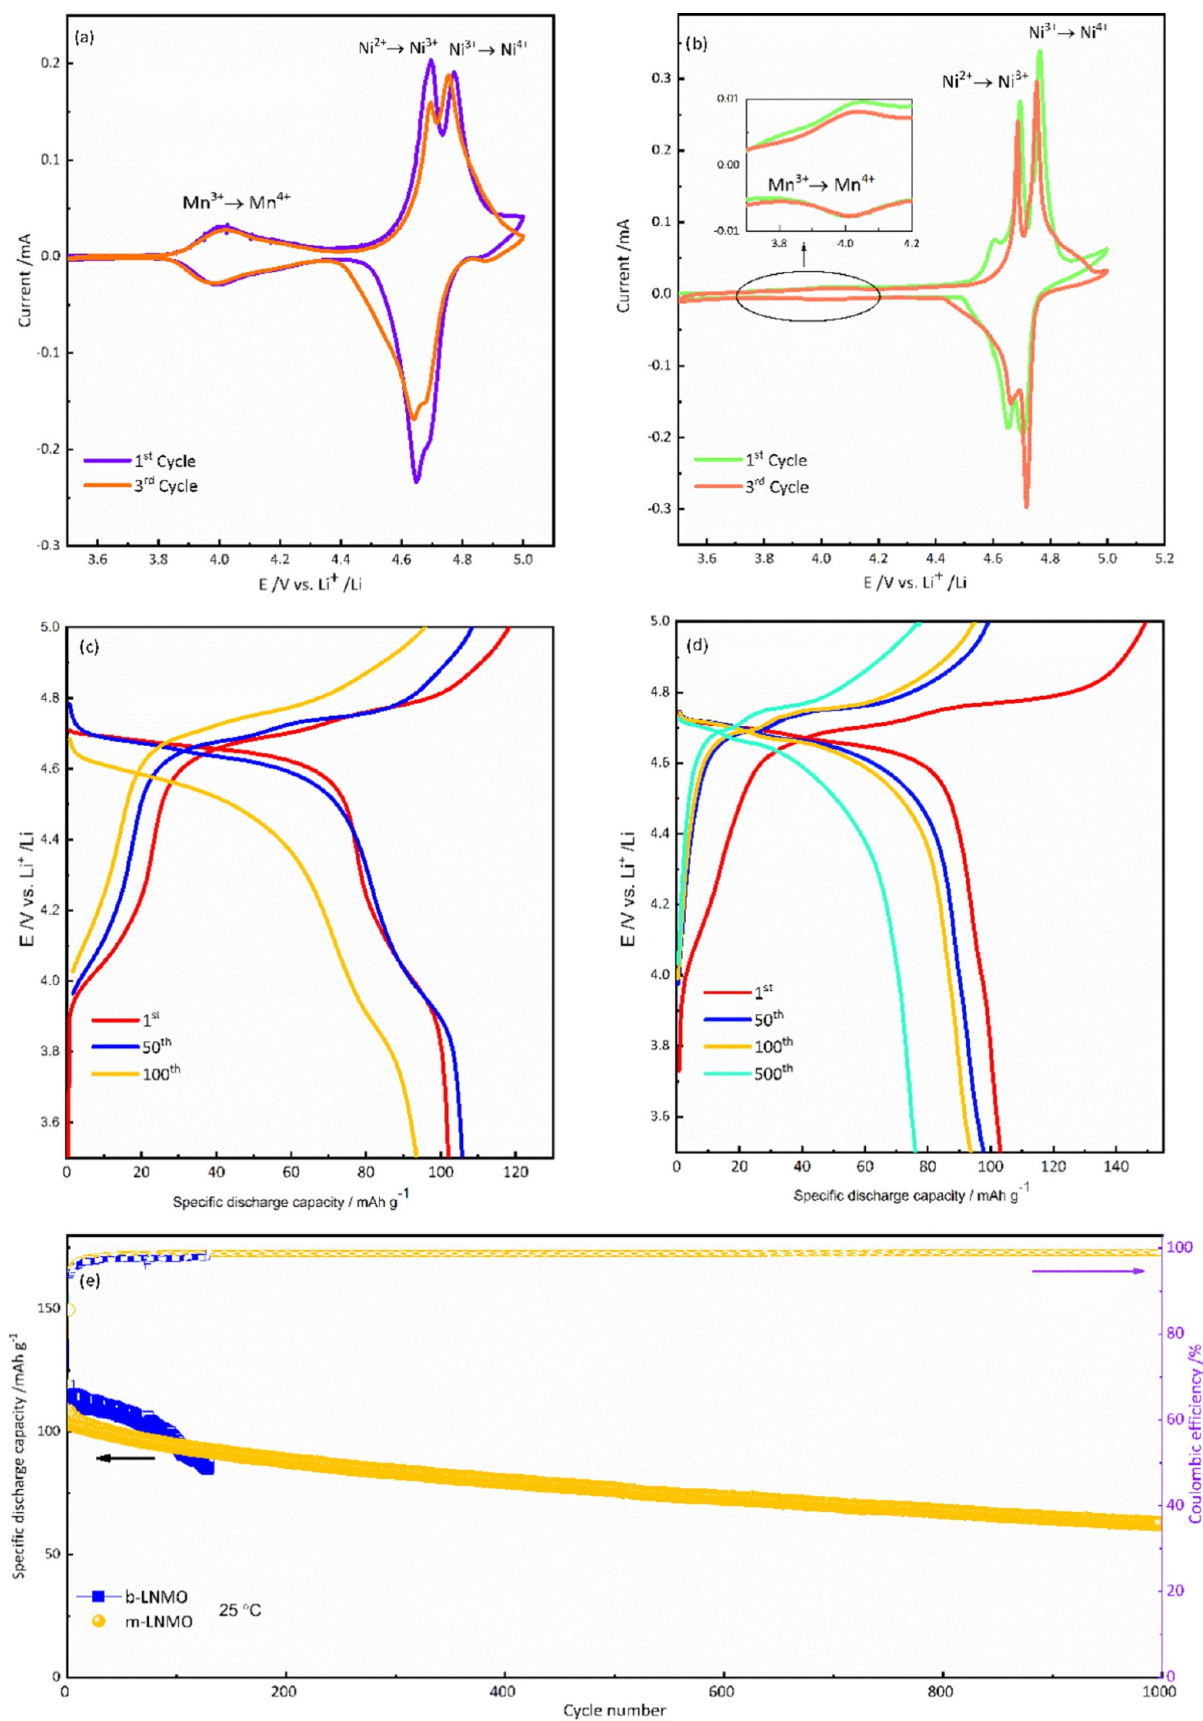 (a)
Ni²⁺→ Ni³⁺ Ni³⁺→ Ni⁴⁺
Mn³⁺→ Mn⁴⁺
Current /mA
0.2
0.1
0.0
-0.1
-0.2
-0.3
1ˢᵗ Cycle
3ʳᵈ Cycle
3.6 3.8 4.0 4.2 4.4 4.6 4.8 5.0
E /V vs. Li⁺ /Li
(b)
Ni³⁺→ Ni⁴⁺
Ni²⁺→ Ni³⁺
Mn³⁺→ Mn⁴⁺
0.01
0.00
-0.01
3.8 4.0 4.2
Current /mA
0.3
0.2
0.1
0.0
-0.1
-0.2
-0.3
1ˢᵗ Cycle
3ʳᵈ Cycle
3.6 3.8 4.0 4.2 4.4 4.6 4.8 5.0 5.2
E /V vs. Li⁺ /Li
(c)
E /V vs. Li⁺ /Li
5.0
4.8
4.6
4.4
4.2
4.0
3.8
3.6
1ˢᵗ
50ᵗʰ
100ᵗʰ
0 20 40 60 80 100 120
Specific discharge capacity / mAh g⁻¹
(d)
E /V vs. Li⁺ /Li
5.0
4.8
4.6
4.4
4.2
4.0
3.8
3.6
1ˢᵗ
50ᵗʰ
100ᵗʰ
500ᵗʰ
0 20 40 60 80 100 120 140
Specific discharge capacity / mAh g⁻¹
(e)
Specific discharge capacity /mAh g⁻¹
150
100
50
0
b-LNMO
m-LNMO
25 °C
0 200 400 600 800 1000
Cycle number
100
80
60
40
20
0
Coulombic efficiency /%